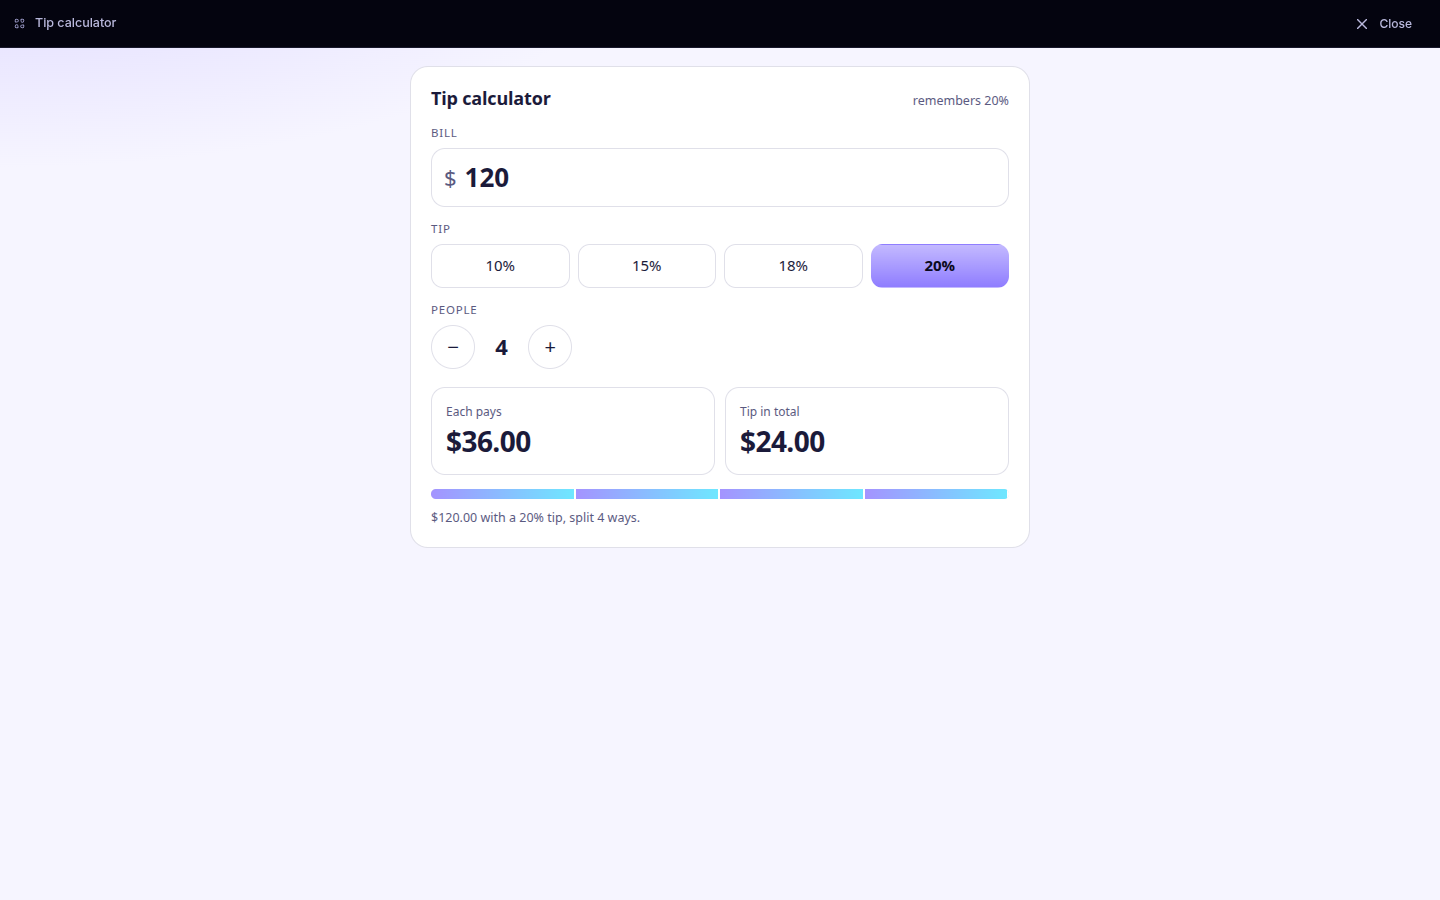 Tip calculator
Close
Tip calculator
remembers 20%
BILL
$ 120
TIP
10% 15% 18% 20%
PEOPLE
− 4 +
Each pays
$36.00
Tip in total
$24.00
$120.00 with a 20% tip, split 4 ways.